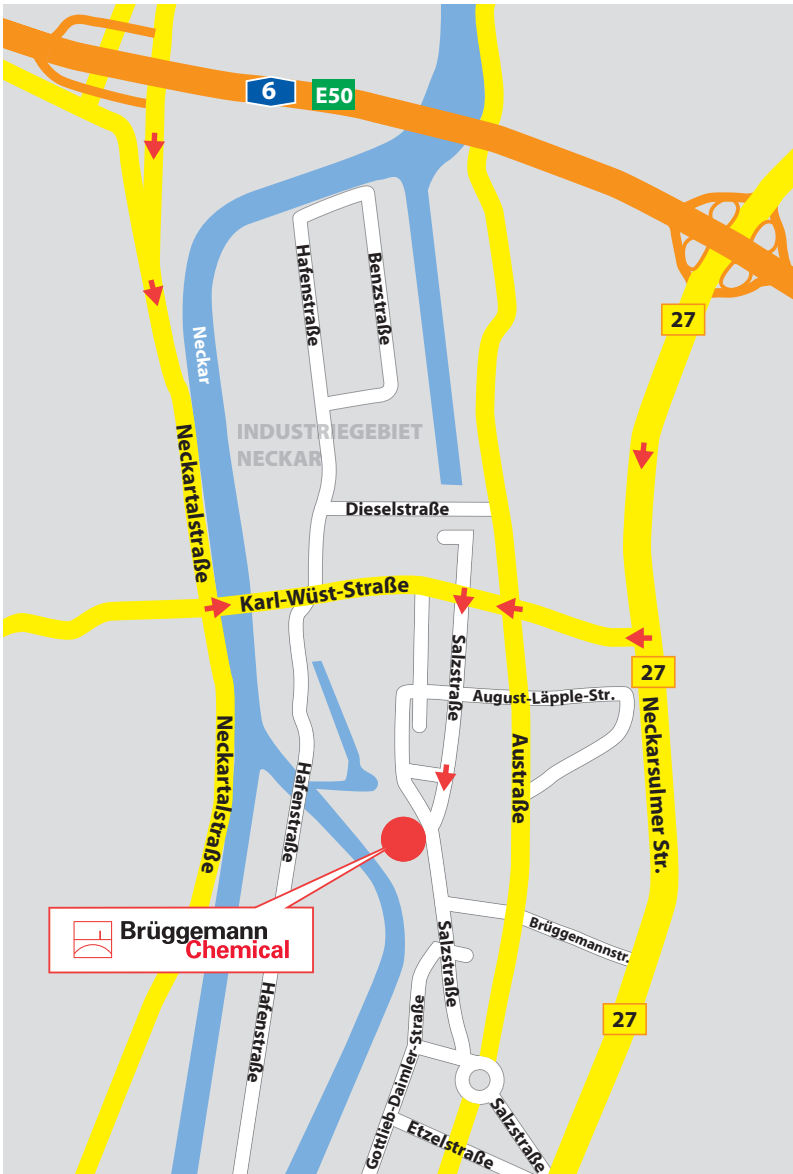 6
E50
Hafenstraße
Benzstraße
27
Neckar
INDUSTRIEGEBIET
NECKAR
Neckartalstraße
Dieselstraße
Karl-Wüst-Straße
Salzstraße
27
August-Läpple-Str.
Neckartalstraße
Hafenstraße
Austraße
Neckarsulmer Str.
Brüggemann
Chemical
Salzstraße
Brüggemannstr.
Hafenstraße
Gottlieb-Daimler-Straße
27
Etzelstraße
Salzstraße